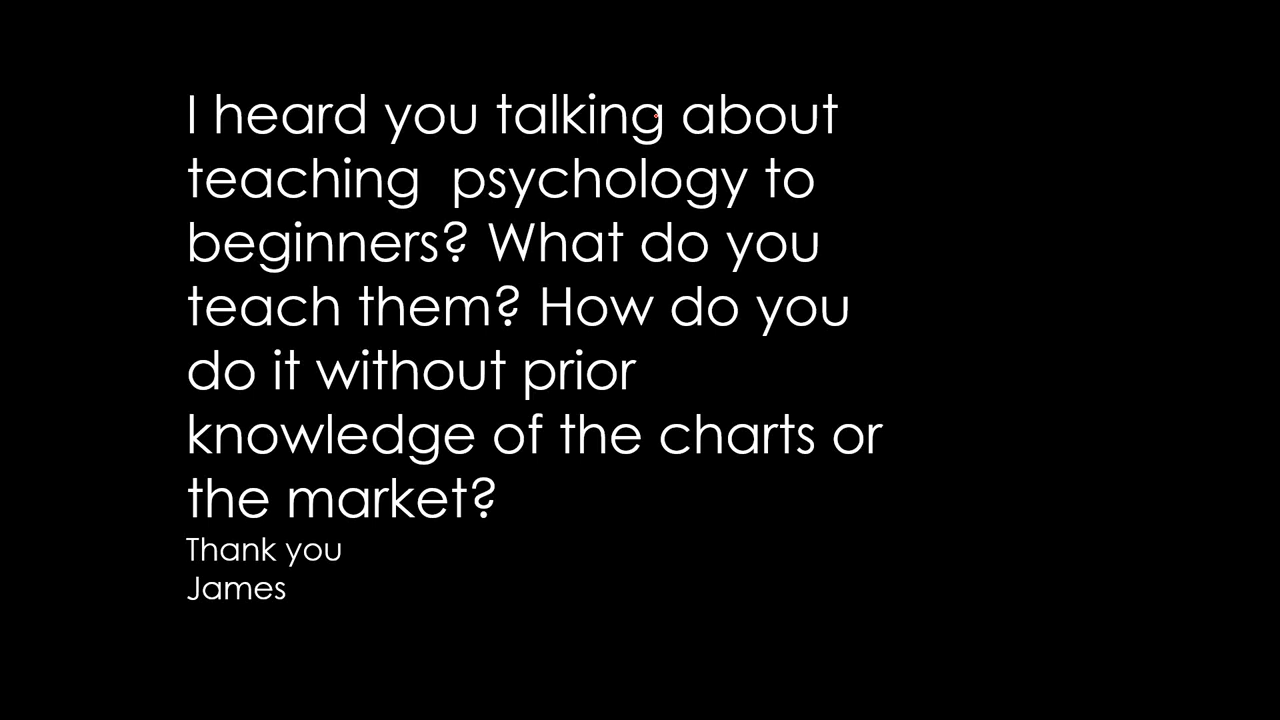 I heard you talking about
teaching  psychology to
beginners? What do you
teach them? How do you
do it without prior
knowledge of the charts or
the market?
Thank you
James